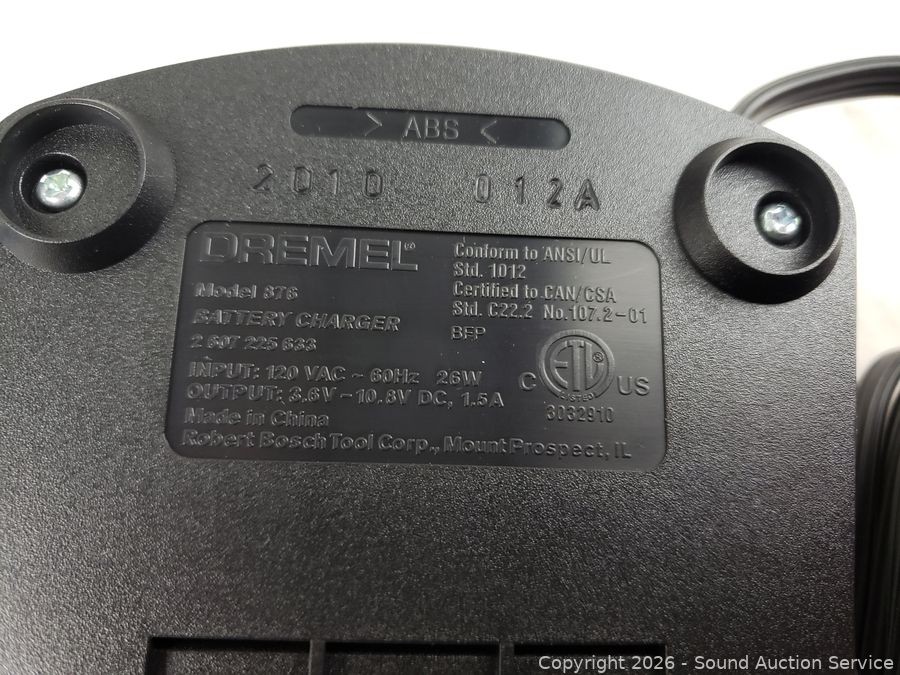 > ABS <
2010 012A
DREMEL®
Model 876
BATTERY CHARGER
2 607 225 633
INPUT: 120 VAC ~ 60Hz 26W
OUTPUT: 3.6V - 10.8V DC, 1.5A
Made in China
Robert Bosch Tool Corp., Mount Prospect, IL
Conform to ANSI/UL
Std. 1012
Certified to CAN/CSA
Std. C22.2 No.107.2-01
BFP
C ETL ® US
LISTED
3032910
Copyright 2026 - Sound Auction Service